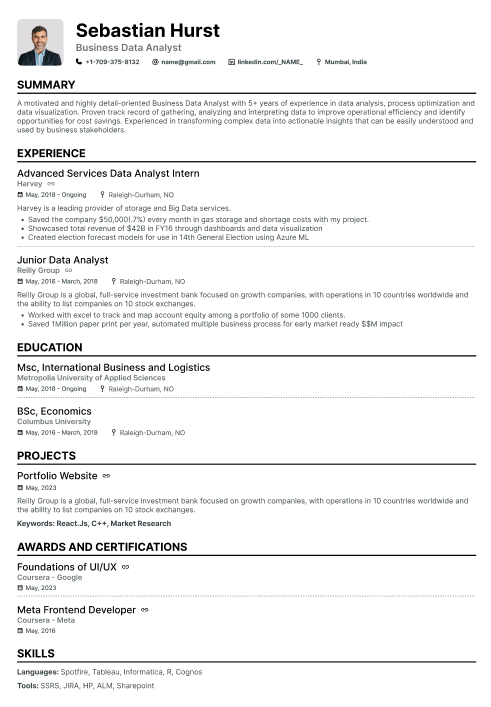 Sebastian Hurst
Business Data Analyst
+1-709-375-8132 name@gmail.com linkedin.com/_NAME_ Mumbai, India
SUMMARY
A motivated and highly detail-oriented Business Data Analyst with 5+ years of experience in data analysis, process optimization and
data visualization. Proven track record of gathering, analyzing and interpreting data to improve operational efficiency and identify
opportunities for cost savings. Experienced in transforming complex data into actionable insights that can be easily understood and
used by business stakeholders.
EXPERIENCE
Advanced Services Data Analyst Intern
Harvey
May, 2018 - Ongoing Raleigh-Durham, NO
Harvey is a leading provider of storage and Big Data services.
• Saved the company $50,000(.7%) every month in gas storage and shortage costs with my project.
• Showcased total revenue of $42B in FY16 through dashboards and data visualization
• Created election forecast models for use in 14th General Election using Azure ML
Junior Data Analyst
Reilly Group
May, 2016 - March, 2018 Raleigh-Durham, NO
Reilly Group is a global, full-service investment bank focused on growth companies, with operations in 10 countries worldwide and
the ability to list companies on 10 stock exchanges.
• Worked with excel to track and map account equity among a portfolio of some 1000 clients.
• Saved 1Million paper print per year, automated multiple business process for early market ready $$M impact
EDUCATION
Msc, International Business and Logistics
Metropolia University of Applied Sciences
May, 2018 - Ongoing Raleigh-Durham, NO
BSc, Economics
Columbus University
May, 2016 - March, 2018 Raleigh-Durham, NO
PROJECTS
Portfolio Website
May, 2023
Reilly Group is a global, full-service investment bank focused on growth companies, with operations in 10 countries worldwide and
the ability to list companies on 10 stock exchanges.
Keywords: React.Js, C++, Market Research
AWARDS AND CERTIFICATIONS
Foundations of UI/UX
Coursera - Google
May, 2023
Meta Frontend Developer
Coursera - Meta
May, 2016
SKILLS
Languages: Spotfire, Tableau, Informatica, R, Cognos
Tools: SSRS, JIRA, HP, ALM, Sharepoint